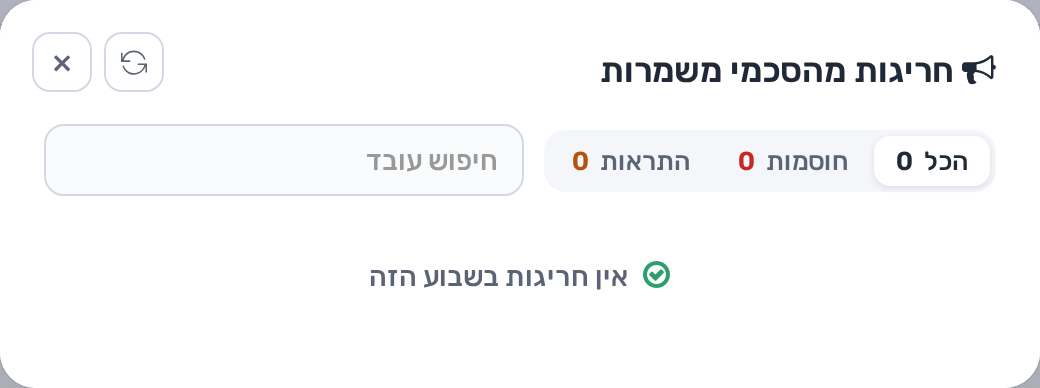 חריגות מהסכמי משמרות
הכל 0 חוסמות 0 התראות 0
חיפוש עובד
אין חריגות בשבוע הזה